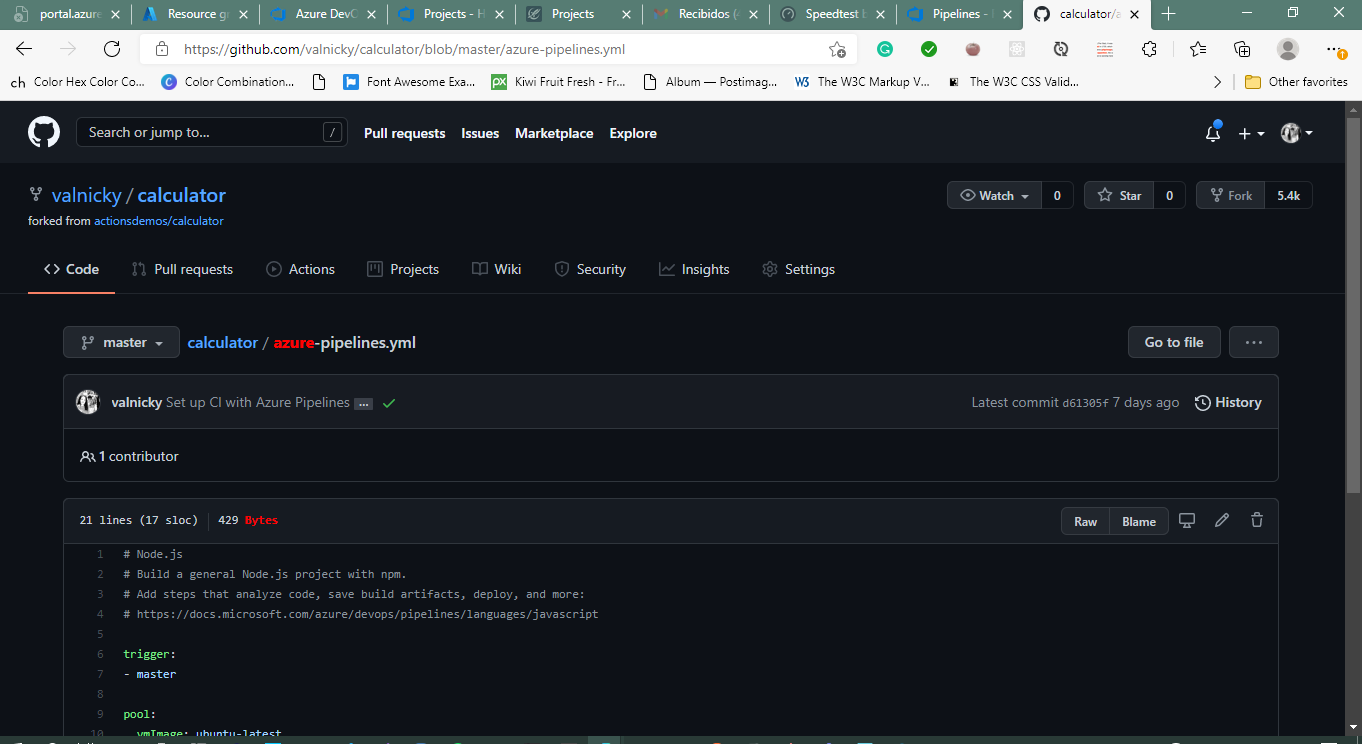 portal.azure
Resource gr
Azure DevO
Projects - H
Projects
Recibidos (
Speedtest b
Pipelines -
calculator/a
https://github.com/valnicky/calculator/blob/master/azure-pipelines.yml
ch Color Hex Color Co...
C Color Combination...
Font Awesome Exa...
px Kiwi Fruit Fresh - Fr...
Album — Postimag...
W3 The W3C Markup V...
The W3C CSS Valid...
Other favorites
Search or jump to... /
Pull requests Issues Marketplace Explore
valnicky / calculator
Watch 0 Star 0 Fork 5.4k
forked from actionsdemos/calculator
Code Pull requests Actions Projects Wiki Security Insights Settings
master calculator / azure-pipelines.yml Go to file ...
valnicky Set up CI with Azure Pipelines ... Latest commit d61305f 7 days ago History
1 contributor
21 lines (17 sloc) 429 Bytes Raw Blame
1 # Node.js
2 # Build a general Node.js project with npm.
3 # Add steps that analyze code, save build artifacts, deploy, and more:
4 # https://docs.microsoft.com/azure/devops/pipelines/languages/javascript
5
6 trigger:
7 - master
8
9 pool:
10 vmImage: ubuntu-latest